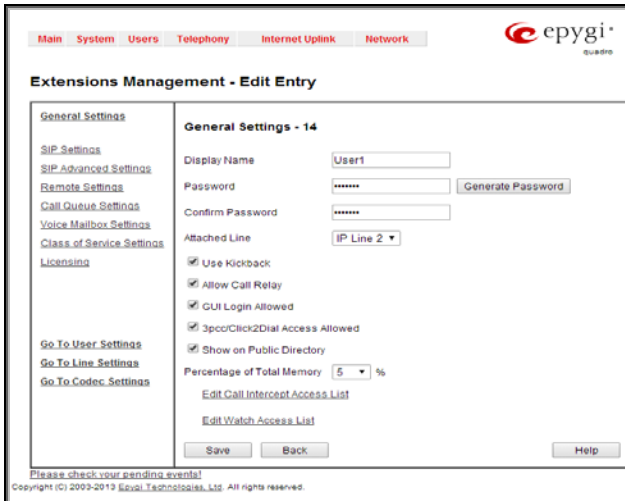 Main System Users Telephony Internet Uplink Network
epygi
quadro
Extensions Management - Edit Entry
General Settings
SIP Settings
SIP Advanced Settings
Remote Settings
Call Queue Settings
Voice Mailbox Settings
Class of Service Settings
Licensing
Go To User Settings
Go To Line Settings
Go To Codec Settings
General Settings - 14
Display Name User1
Password ••••••• Generate Password
Confirm Password •••••••
Attached Line IP Line 2
Use Kickback
Allow Call Relay
GUI Login Allowed
3pcc/Click2Dial Access Allowed
Show on Public Directory
Percentage of Total Memory 5 %
Edit Call Intercept Access List
Edit Watch Access List
Save Back Help
Please check your pending events!
Copyright (C) 2003-2013 Epygi Technologies, Ltd. All rights reserved.